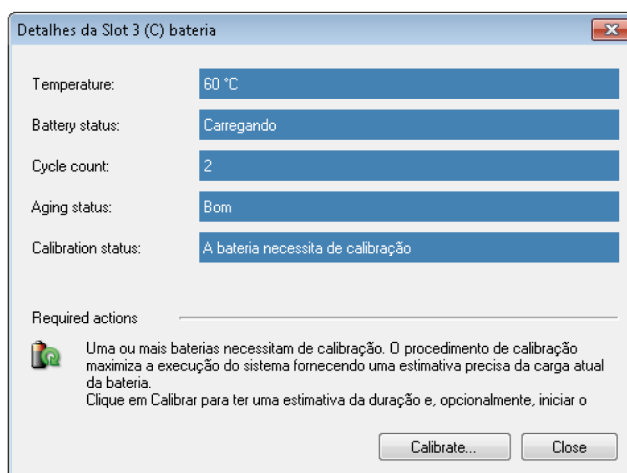 Detalhes da Slot 3 (C) bateria
Temperature: 60 °C
Battery status: Carregando
Cycle count: 2
Aging status: Bom
Calibration status: A bateria necessita de calibração
Required actions
Uma ou mais baterias necessitam de calibração. O procedimento de calibração
maximiza a execução do sistema fornecendo uma estimativa precisa da carga atual
da bateria.
Clique em Calibrar para ter uma estimativa da duração e, opcionalmente, iniciar o
Calibrate... Close